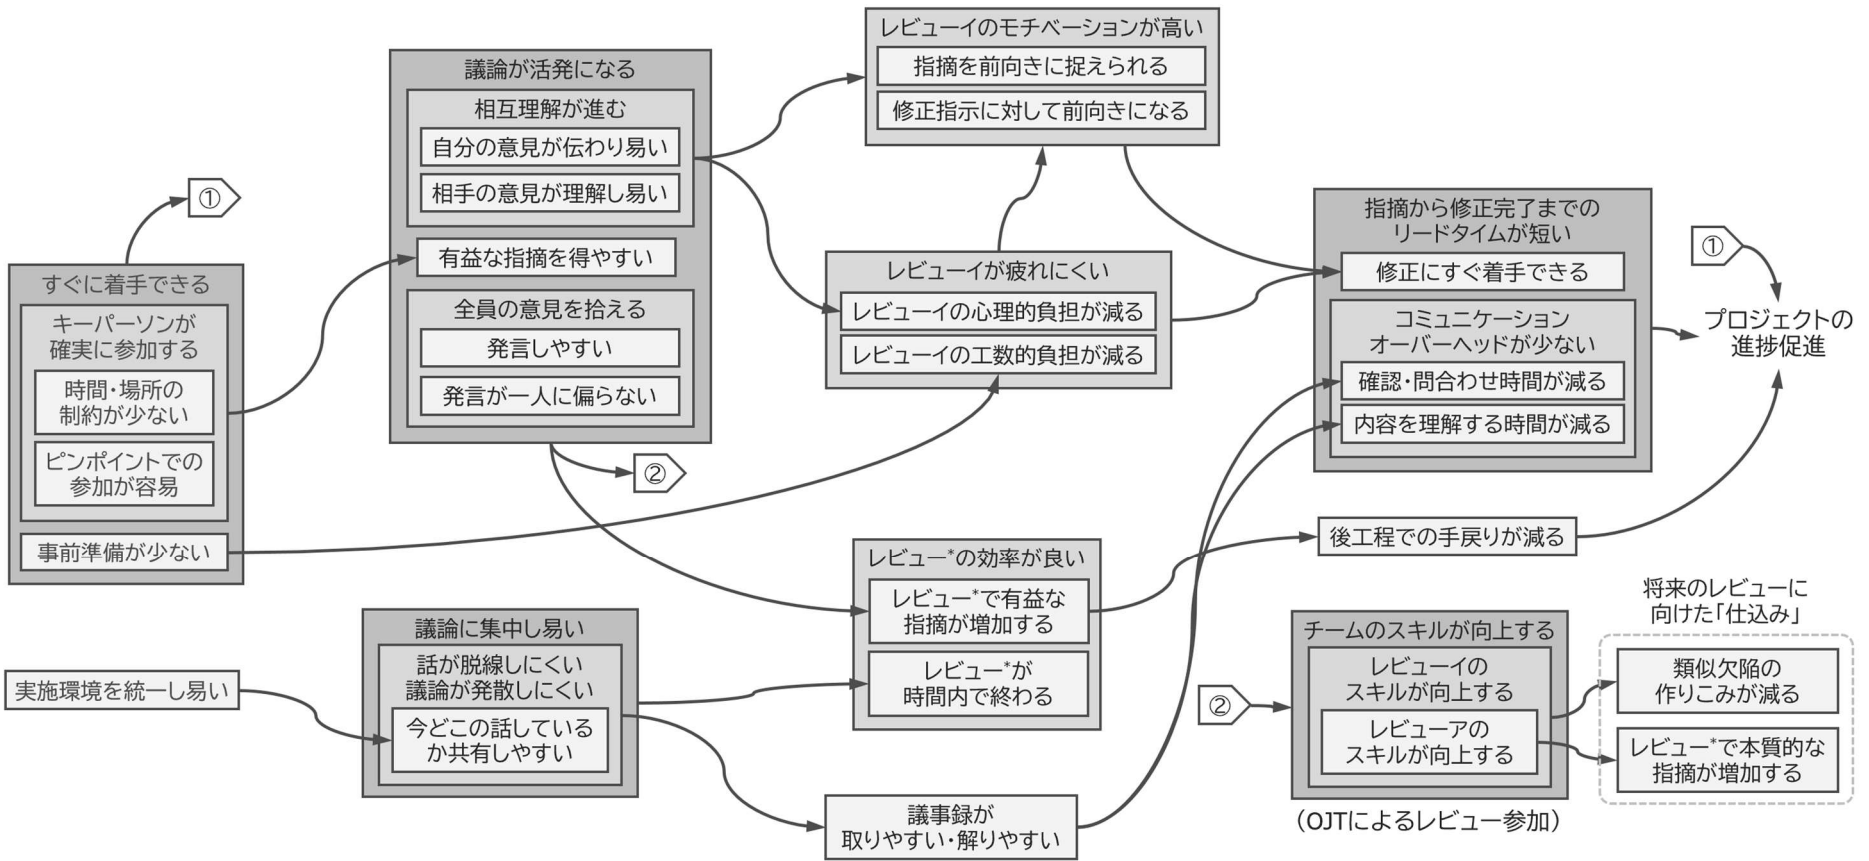 ①
すぐに着手できる
キーパーソンが
確実に参加する
時間・場所の
制約が少ない
ピンポイントでの
参加が容易
事前準備が少ない
実施環境を統一し易い
議論が活発になる
相互理解が進む
自分の意見が伝わり易い
相手の意見が理解し易い
有益な指摘を得やすい
全員の意見を拾える
発言しやすい
発言が一人に偏らない
②
議論に集中し易い
話が脱線しにくい
議論が発散しにくい
今どこの話している
か共有しやすい
レビューイのモチベーションが高い
指摘を前向きに捉えられる
修正指示に対して前向きになる
レビューイが疲れにくい
レビューイの心理的負担が減る
レビューイの工数的負担が減る
レビュー*の効率が良い
レビュー*で有益な
指摘が増加する
レビュー*が
時間内で終わる
議事録が
取りやすい・解りやすい
指摘から修正完了までの
リードタイムが短い
修正にすぐ着手できる
コミュニケーション
オーバーヘッドが少ない
確認・問合わせ時間が減る
内容を理解する時間が減る
後工程での手戻りが減る
①
プロジェクトの
進捗促進
②
チームのスキルが向上する
レビューイの
スキルが向上する
レビューアの
スキルが向上する
（OJTによるレビュー参加）
将来のレビューに
向けた「仕込み」
類似欠陥の
作りこみが減る
レビュー*で本質的な
指摘が増加する